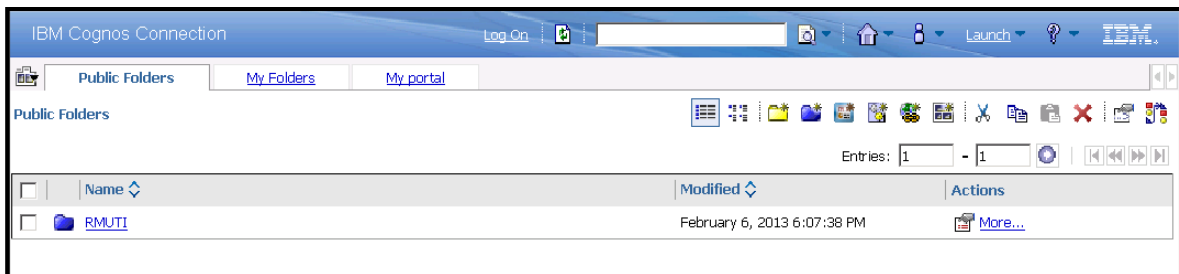 IBM Cognos Connection Log On Launch IBM.
Public Folders My Folders My portal
Public Folders
Entries: 1 - 1
Name Modified Actions
RMUTI February 6, 2013 6:07:38 PM More...